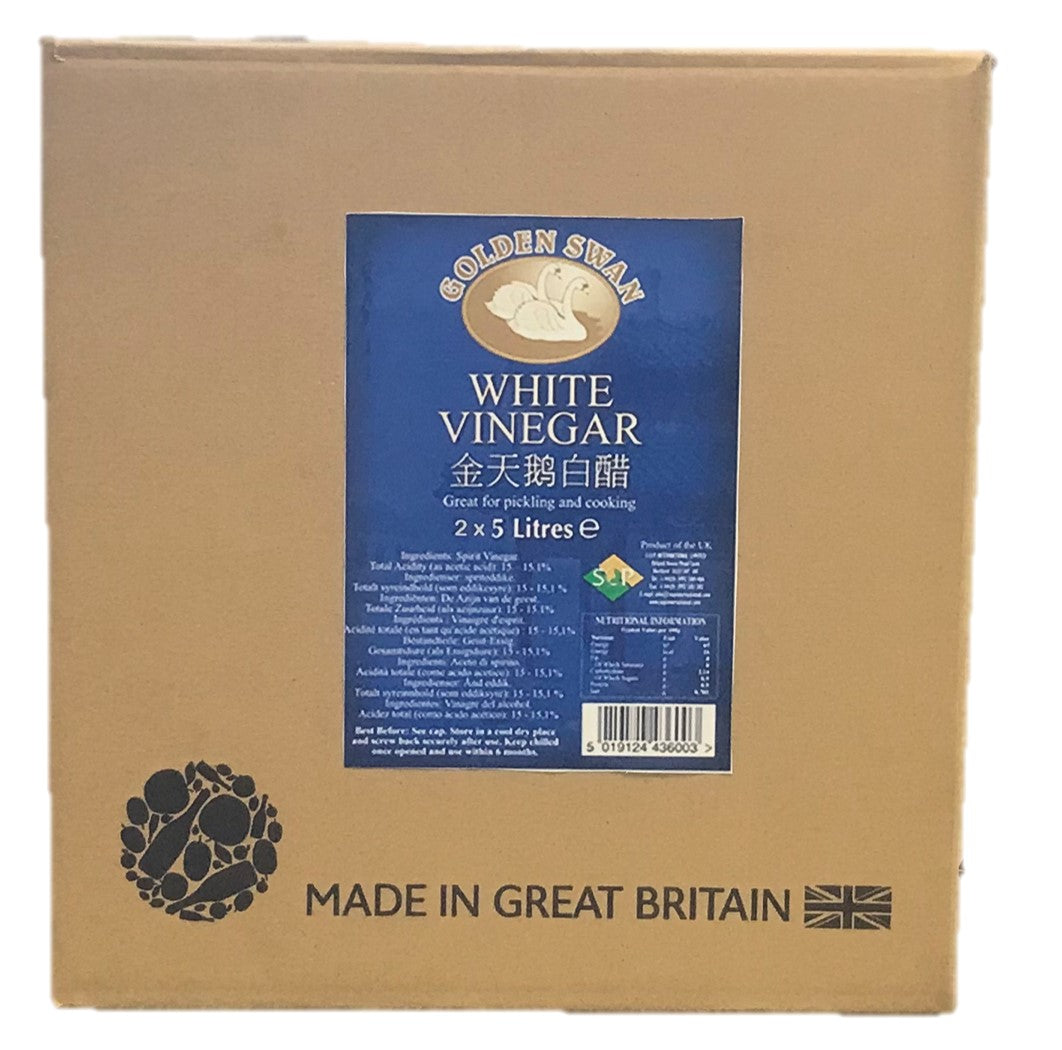 GOLDEN SWAN
WHITE
VINEGAR
金天鹅白醋
Great for pickling and cooking
2 x 5 Litres e
Ingredients: Spirit Vinegar
Total Acidity (as acetic acid): 15 - 15.1%
Ingredienser: spriteddike.
Totalt syreindhold (som eddikesyre): 15 - 15.1%
Ingrediënten: De Azijn van de geest.
Totale Zuurheid (als azijnzuur): 15 - 15.1%
Ingrédients : Vinaigre d'esprit.
Acidité totale (en tant qu'acide acétique) : 15 - 15,1%
Bestandteile: Geist-Essig.
Gesamtsäure (als Essigsäure): 15 - 15,1%
Ingredienti: Aceto di spirito.
Acidità totale (come acido acetico): 15 - 15,1%
Ingredienser: And eddik.
Totalt syreinnhold (som eddiksyre): 15 - 15,1 %
Ingredientes: Vinagre del alcohol.
Acidez total (como ácido acético): 15 - 15,1%
Best Before: See cap. Store in a cool dry place
and screw back securely after use. Keep chilled
once opened and use within 6 months.
Product of the UK
S&P
NUTRITIONAL INFORMATION
5 019124 436003 >
MADE IN GREAT BRITAIN